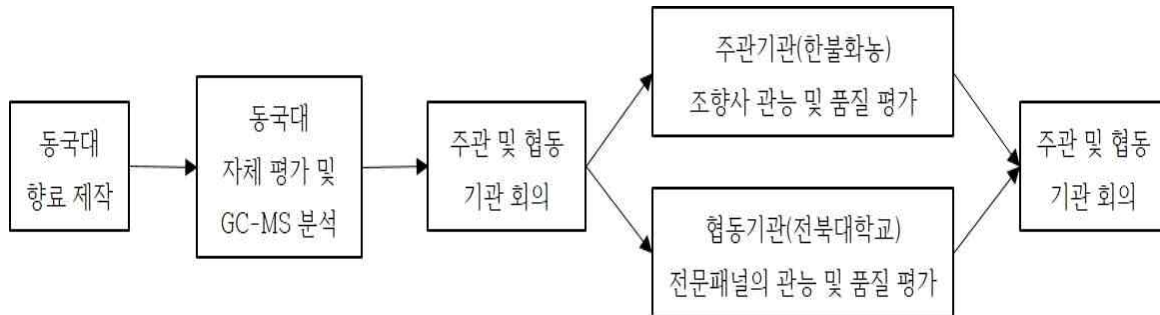 동국대
향료 제작
동국대
자체 평가 및
GC-MS 분석
주관 및 협동
기관 회의
주관기관(한불화농)
조향사 관능 및 품질 평가
협동기관(전북대학교)
전문패널의 관능 및 품질 평가
주관 및 협동
기관 회의